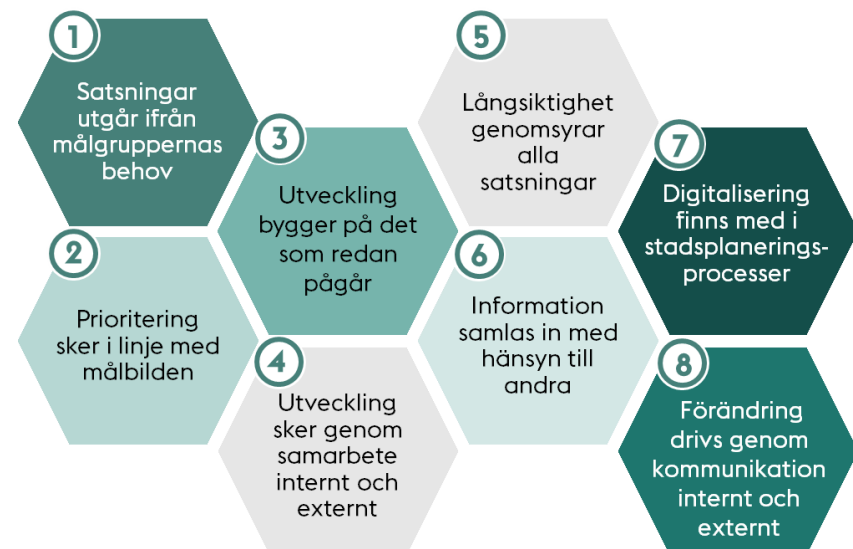 1
Satsningar
utgår ifrån
målgruppernas
behov
2
Prioritering
sker i linje med
målbilden
3
Utveckling
bygger på det
som redan
pågår
4
Utveckling
sker genom
samarbete
internt och
externt
5
Långsiktighet
genomsyrar
alla
satsningar
6
Information
samlas in med
hänsyn till
andra
7
Digitalisering
finns med i
stadsplanerings-
processer
8
Förändring
drivs genom
kommunikation
internt och
externt